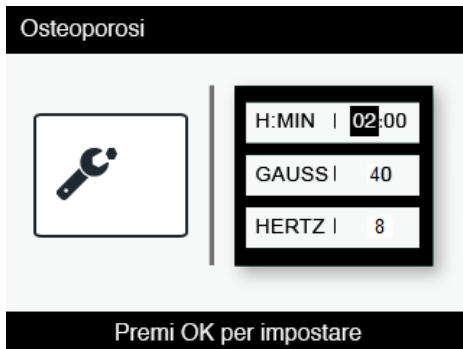 Osteoporosi
H:MIN | 02:00
GAUSS | 40
HERTZ | 8
Premi OK per impostare